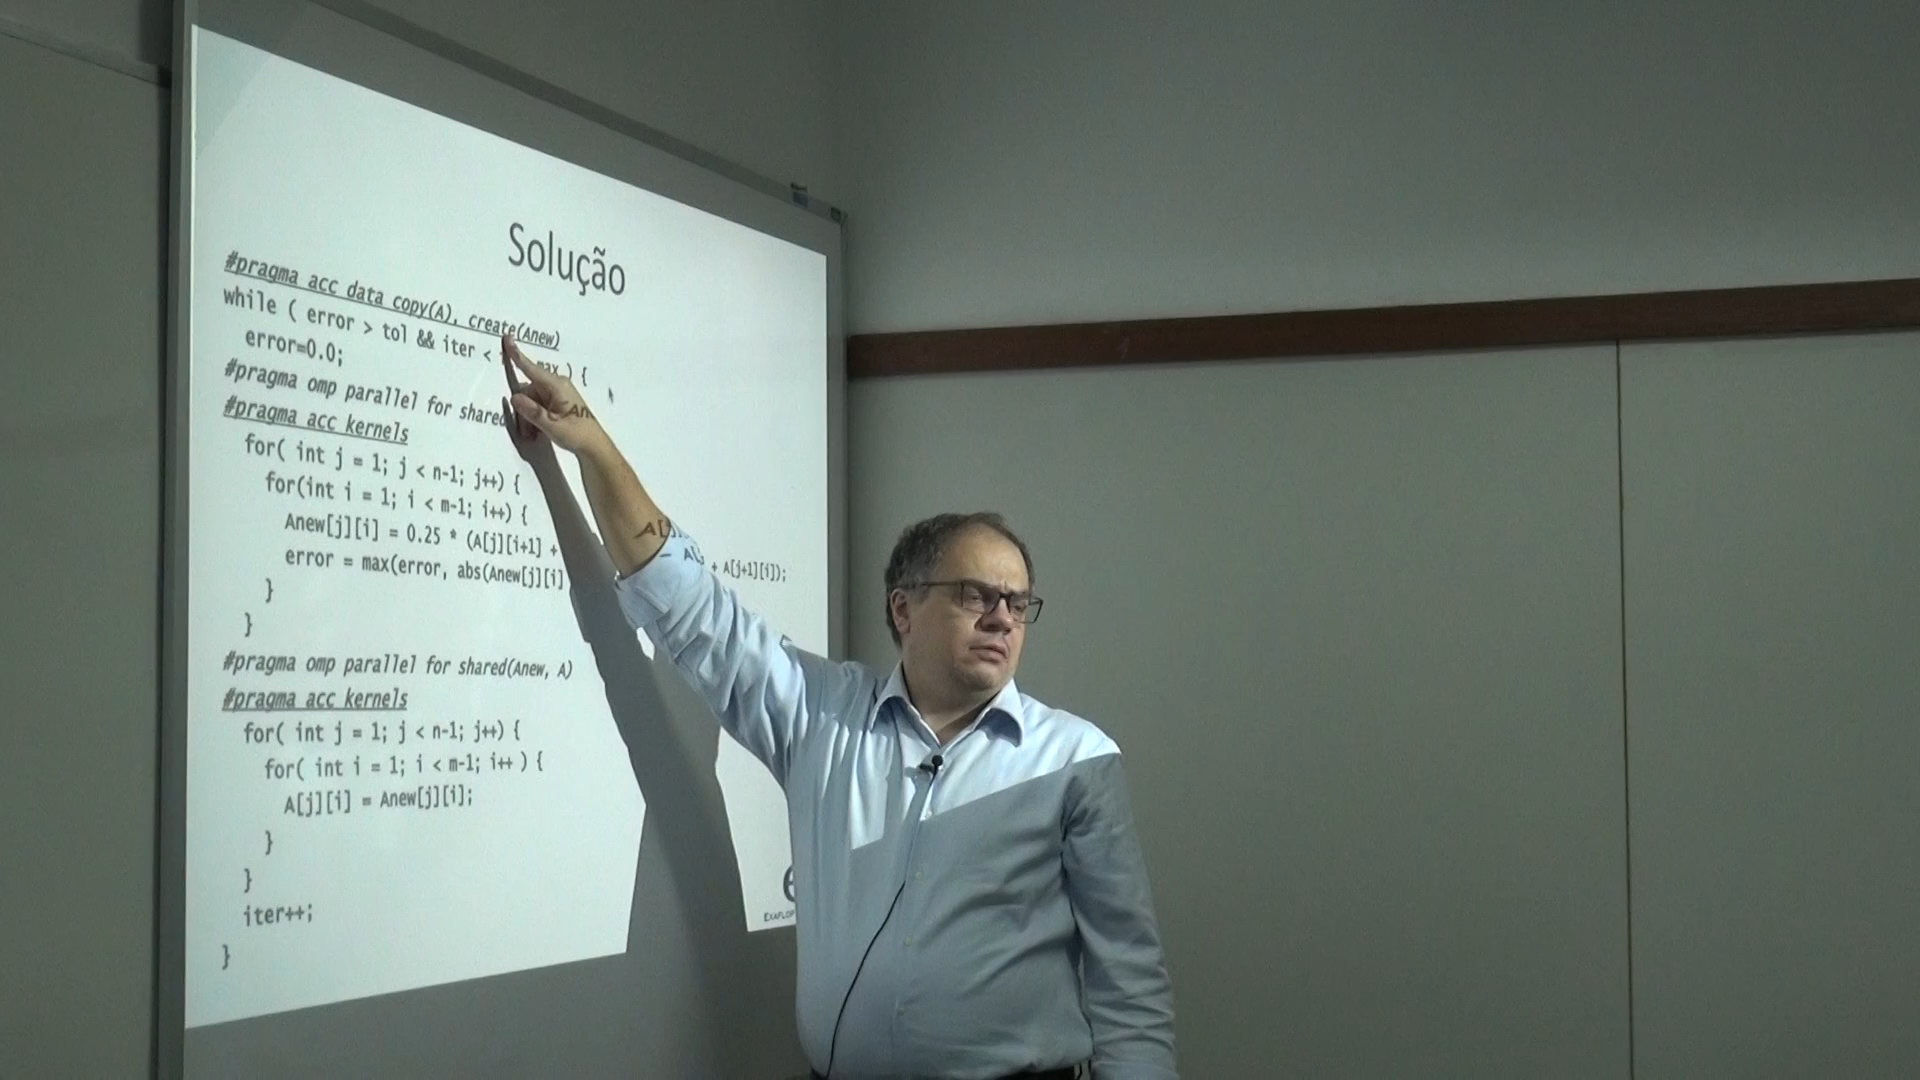 Solução
#pragma acc data copy(A), create(Anew)
while ( error > tol && iter < max ) {
error=0.0;
#pragma omp parallel for shared An
#pragma acc kernels
for( int j = 1; j < n-1; j++) {
for(int i = 1; i < m-1; i++) {
Anew[j][i] = 0.25 * (A[j][i+1] + A[j + A[j+1][i]);
error = max(error, abs(Anew[j][i] - A[j
}
}
#pragma omp parallel for shared(Anew, A)
#pragma acc kernels
for( int j = 1; j < n-1; j++) {
for( int i = 1; i < m-1; i++ ) {
A[j][i] = Anew[j][i];
}
}
iter++;
}